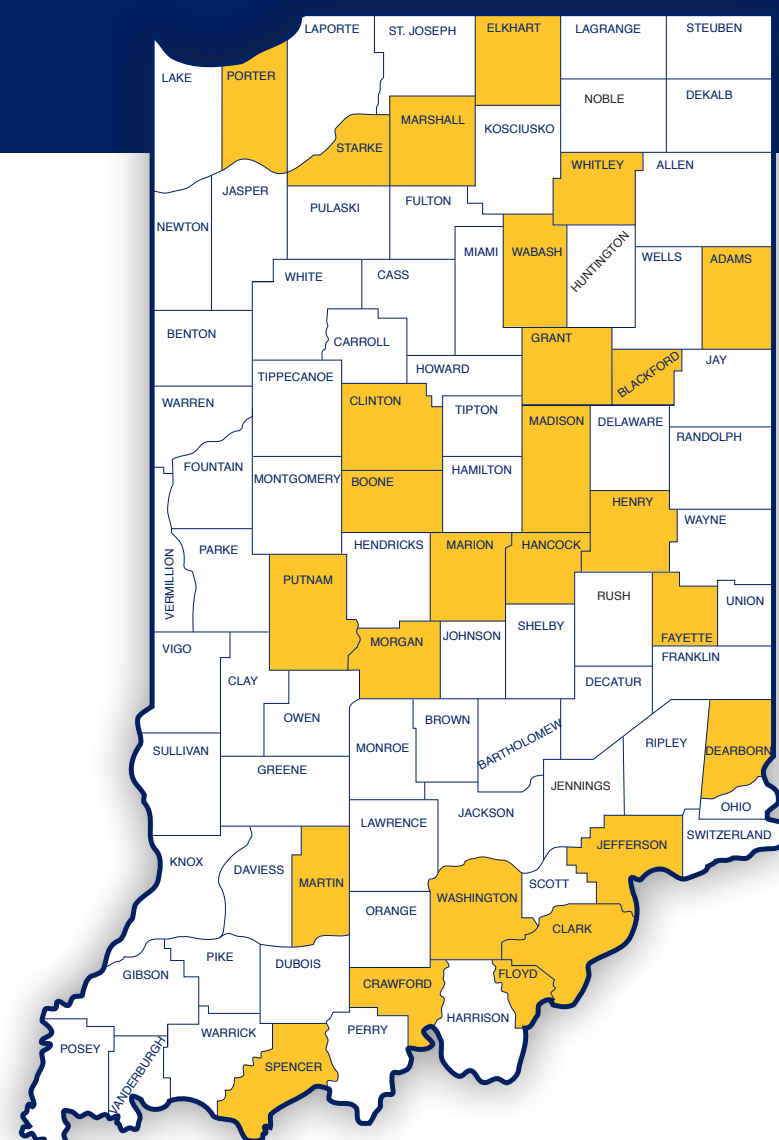 LAPORTE
ST. JOSEPH
ELKHART
LAGRANGE
STEUBEN
LAKE
PORTER
NOBLE
DEKALB
MARSHALL
KOSCIUSKO
STARKE
WHITLEY
ALLEN
JASPER
PULASKI
FULTON
NEWTON
MIAMI
WABASH
HUNTINGTON
WELLS
ADAMS
WHITE
CASS
BENTON
CARROLL
GRANT
JAY
BLACKFORD
HOWARD
TIPPECANOE
WARREN
CLINTON
TIPTON
MADISON
DELAWARE
RANDOLPH
FOUNTAIN
MONTGOMERY
BOONE
HAMILTON
HENRY
WAYNE
PARKE
VERMILLION
HENDRICKS
MARION
HANCOCK
PUTNAM
RUSH
UNION
FAYETTE
SHELBY
JOHNSON
MORGAN
VIGO
FRANKLIN
CLAY
DECATUR
OWEN
BROWN
BARTHOLOMEW
MONROE
RIPLEY
DEARBORN
SULLIVAN
GREENE
JENNINGS
OHIO
JACKSON
LAWRENCE
SWITZERLAND
JEFFERSON
KNOX
DAVIESS
MARTIN
SCOTT
WASHINGTON
ORANGE
CLARK
PIKE
DUBOIS
GIBSON
FLOYD
CRAWFORD
HARRISON
PERRY
WARRICK
POSEY
VANDERBURGH
SPENCER